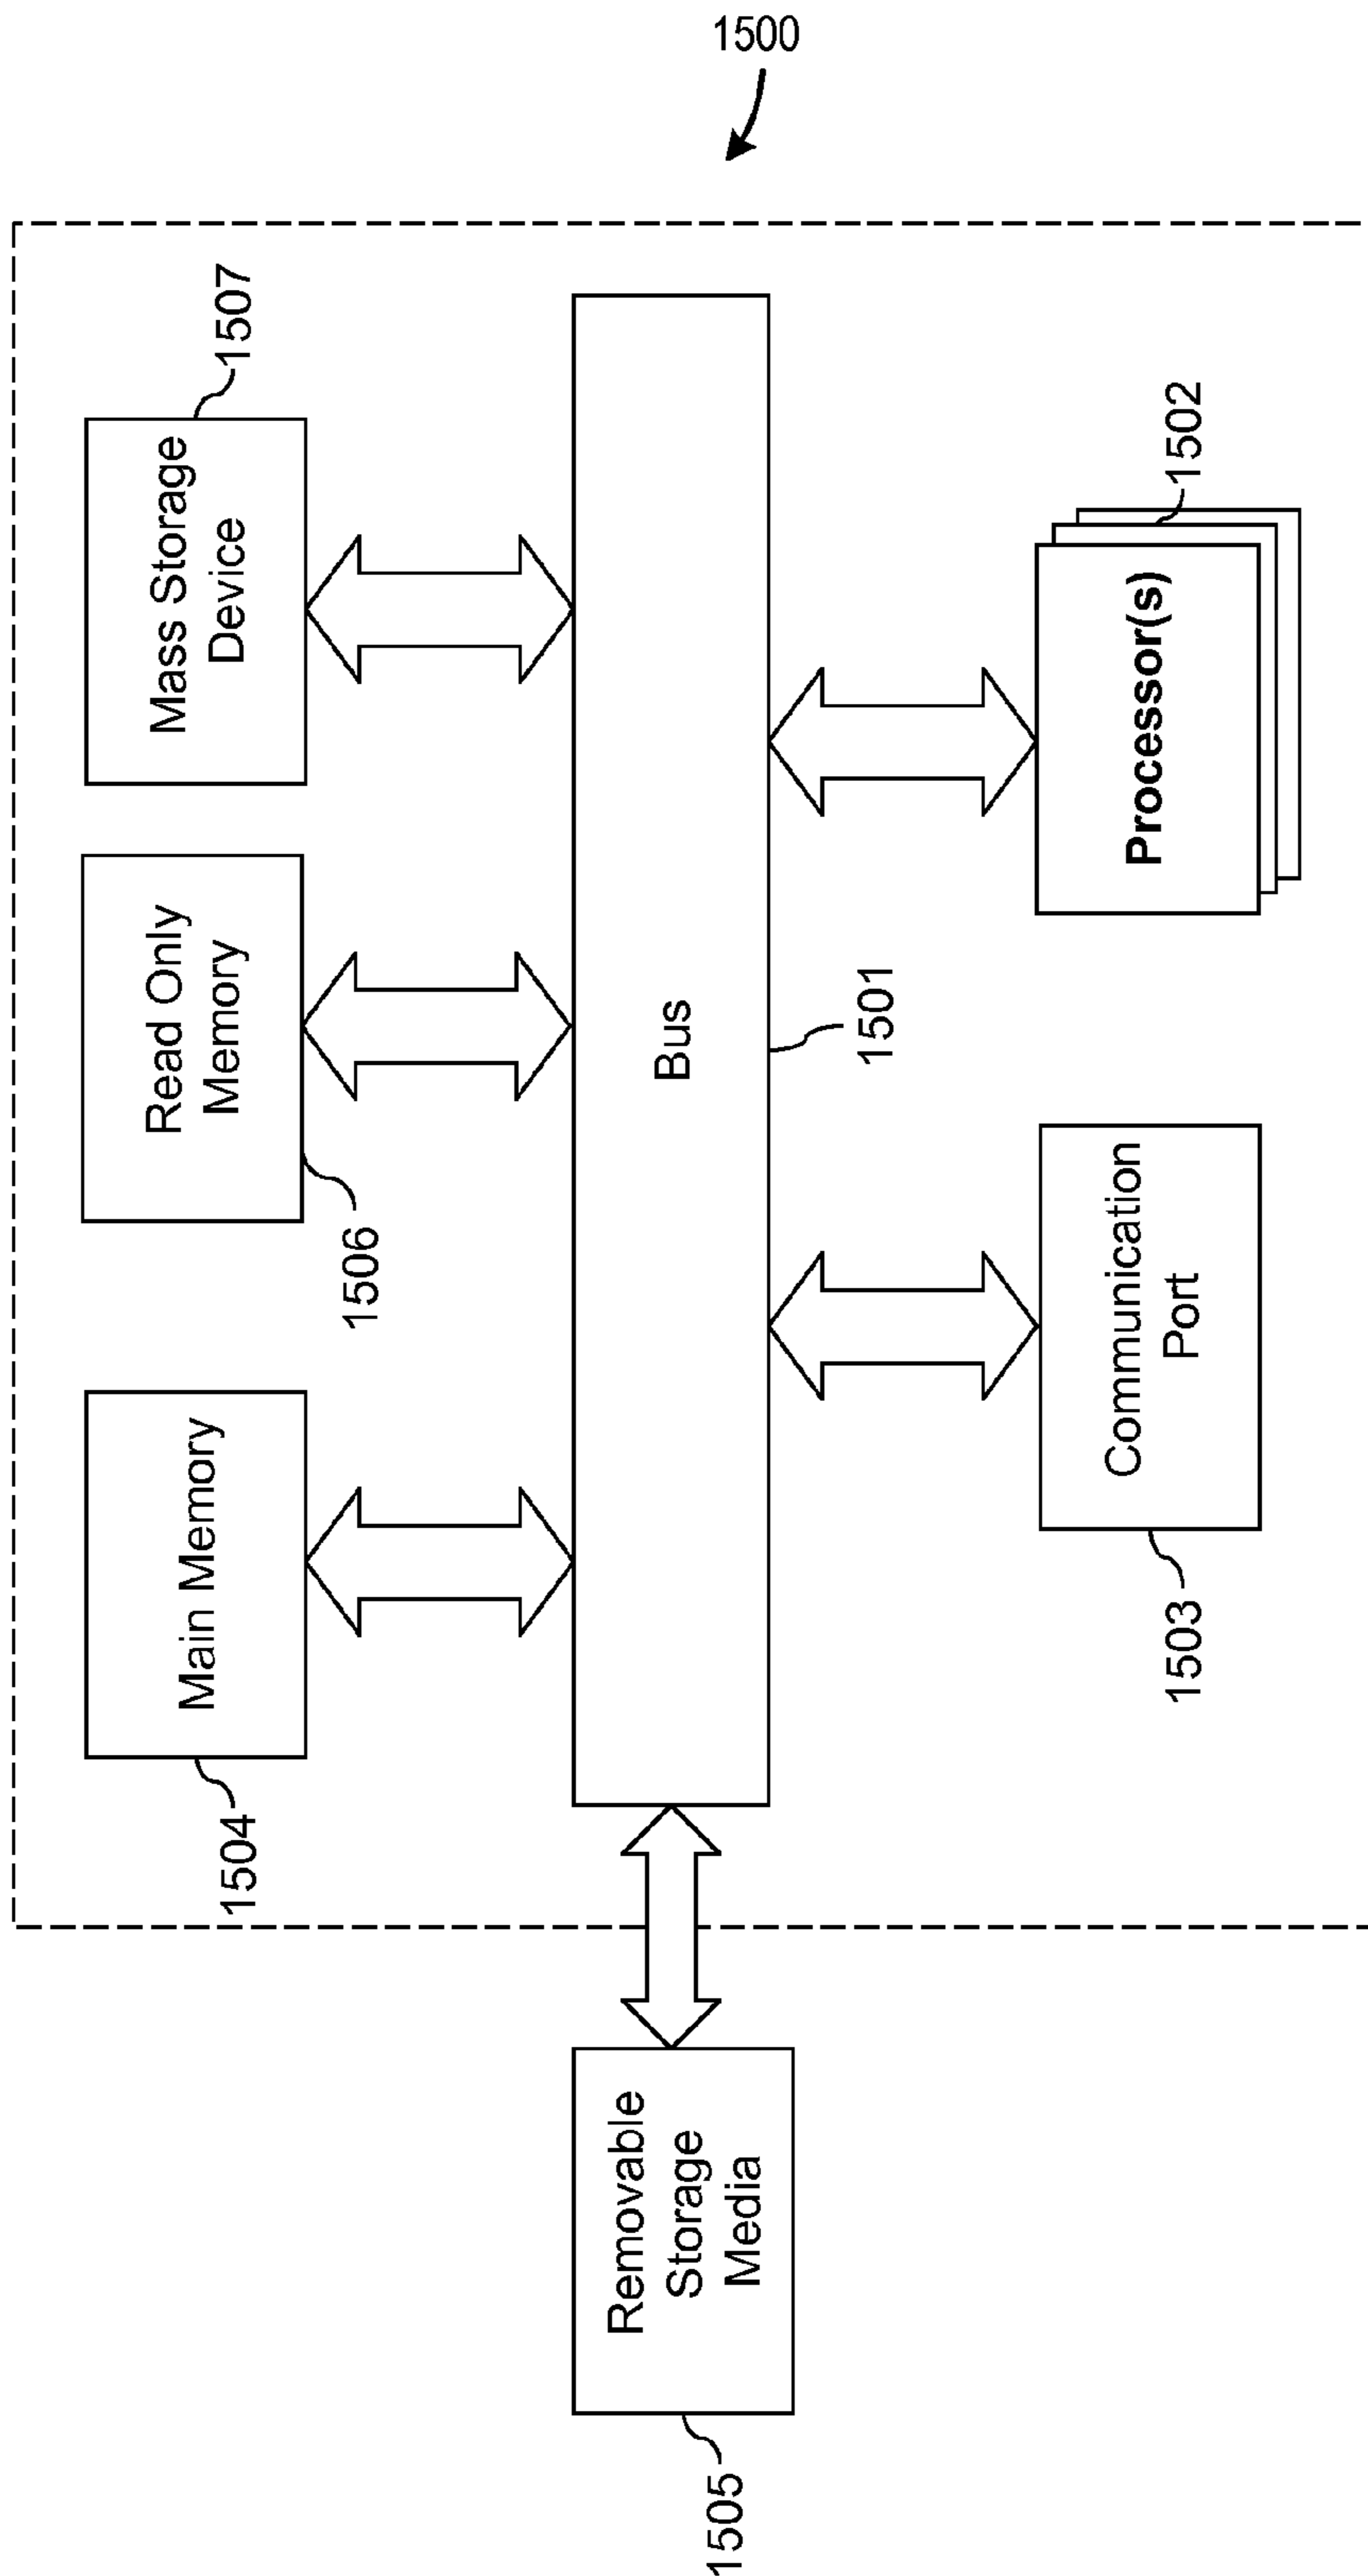 1500
Main Memory
1504
Read Only
Memory
1506
Mass Storage
Device
1507
Removable
Storage
Media
1505
Bus
1501
Communication
Port
1503
Processor(s)
1502